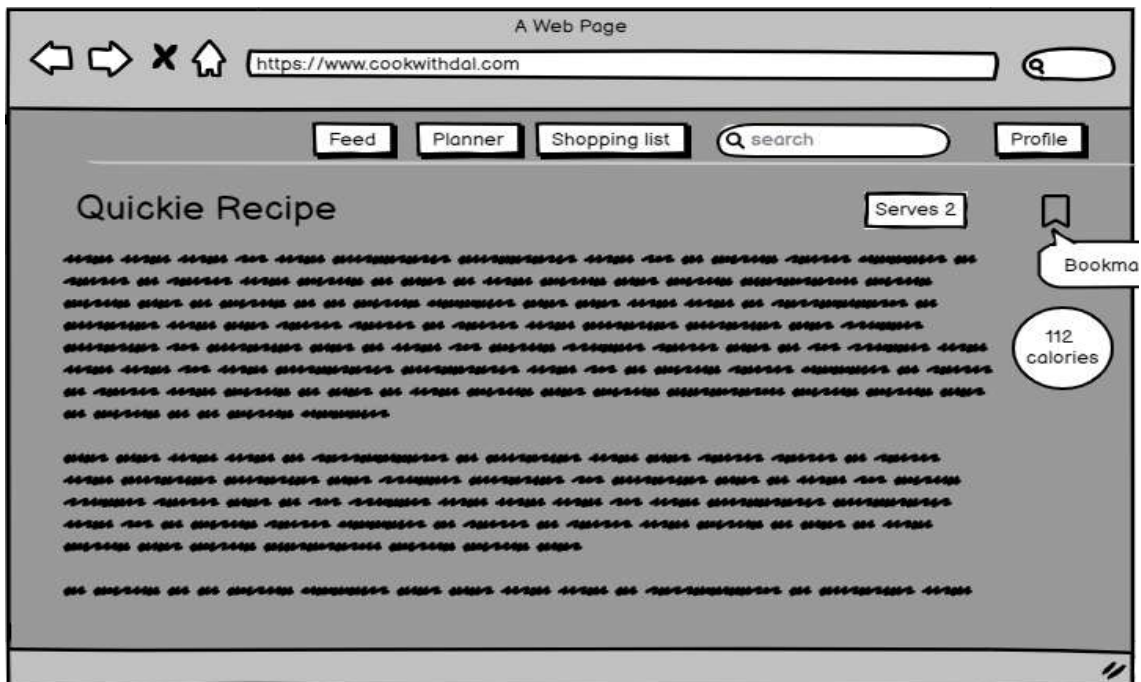 A Web Page
https://www.cookwithdal.com
Feed Planner Shopping list search Profile
Quickie Recipe Serves 2
Bookma
112
calories